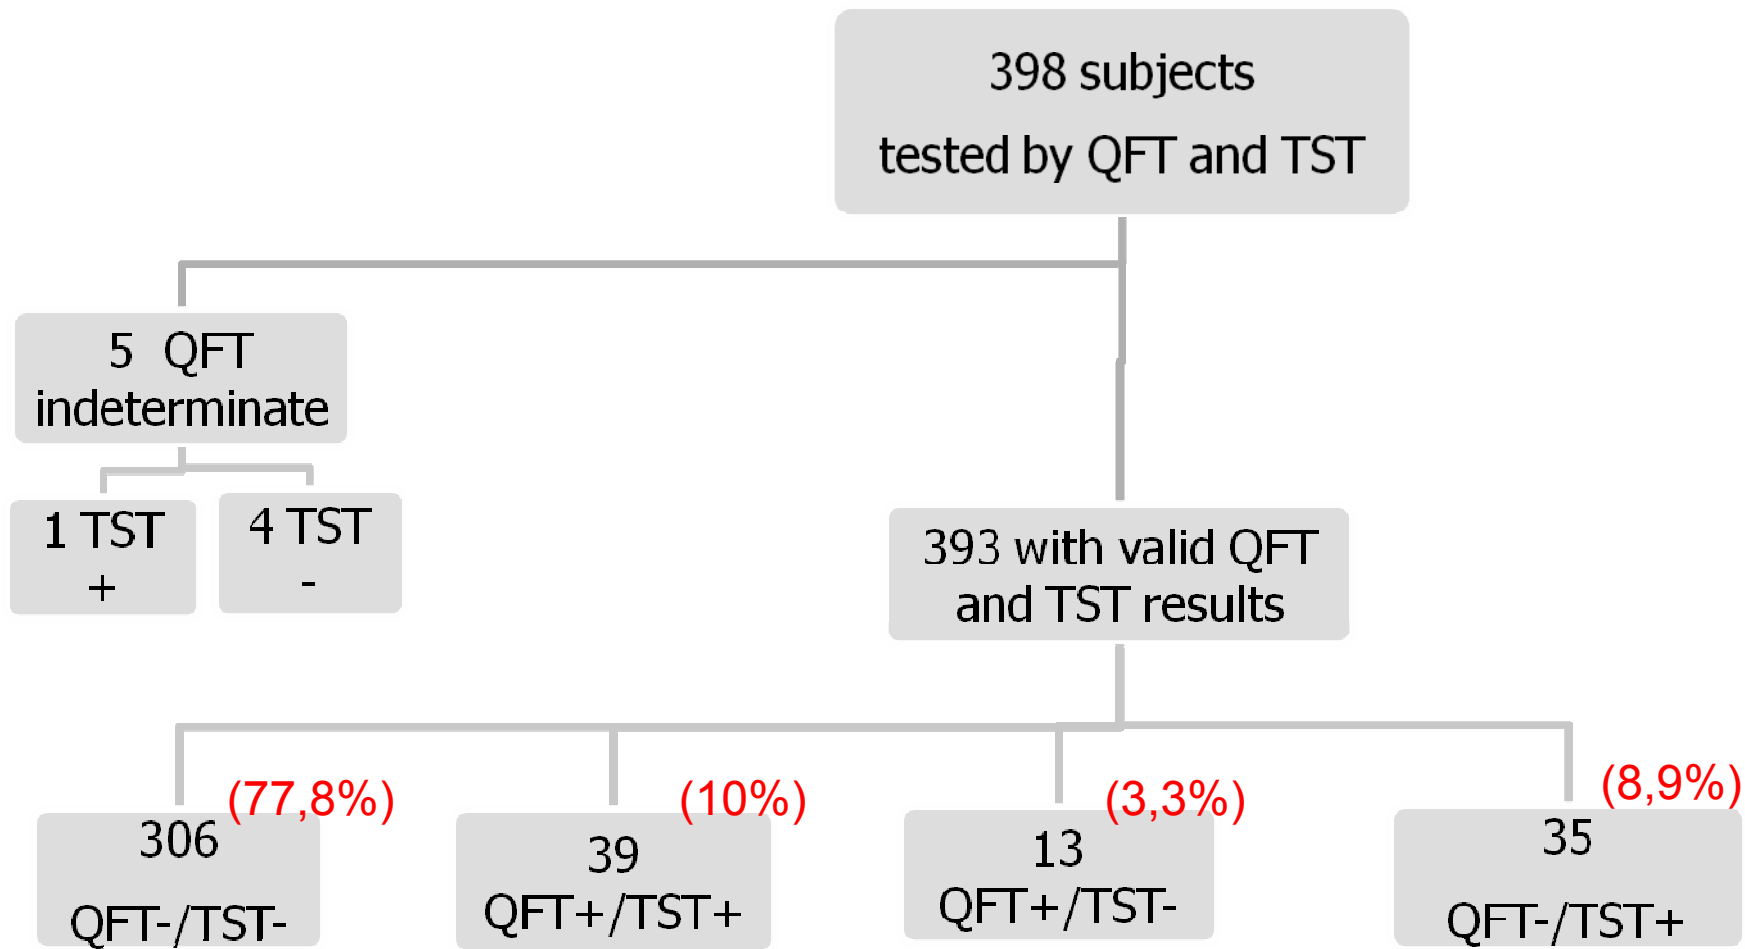 398 subjects
tested by QFT and TST
5 QFT
indeterminate
1 TST
+
4 TST
-
393 with valid QFT
and TST results
(77,8%)
306
QFT-/TST-
(10%)
39
QFT+/TST+
(3,3%)
13
QFT+/TST-
(8,9%)
35
QFT-/TST+